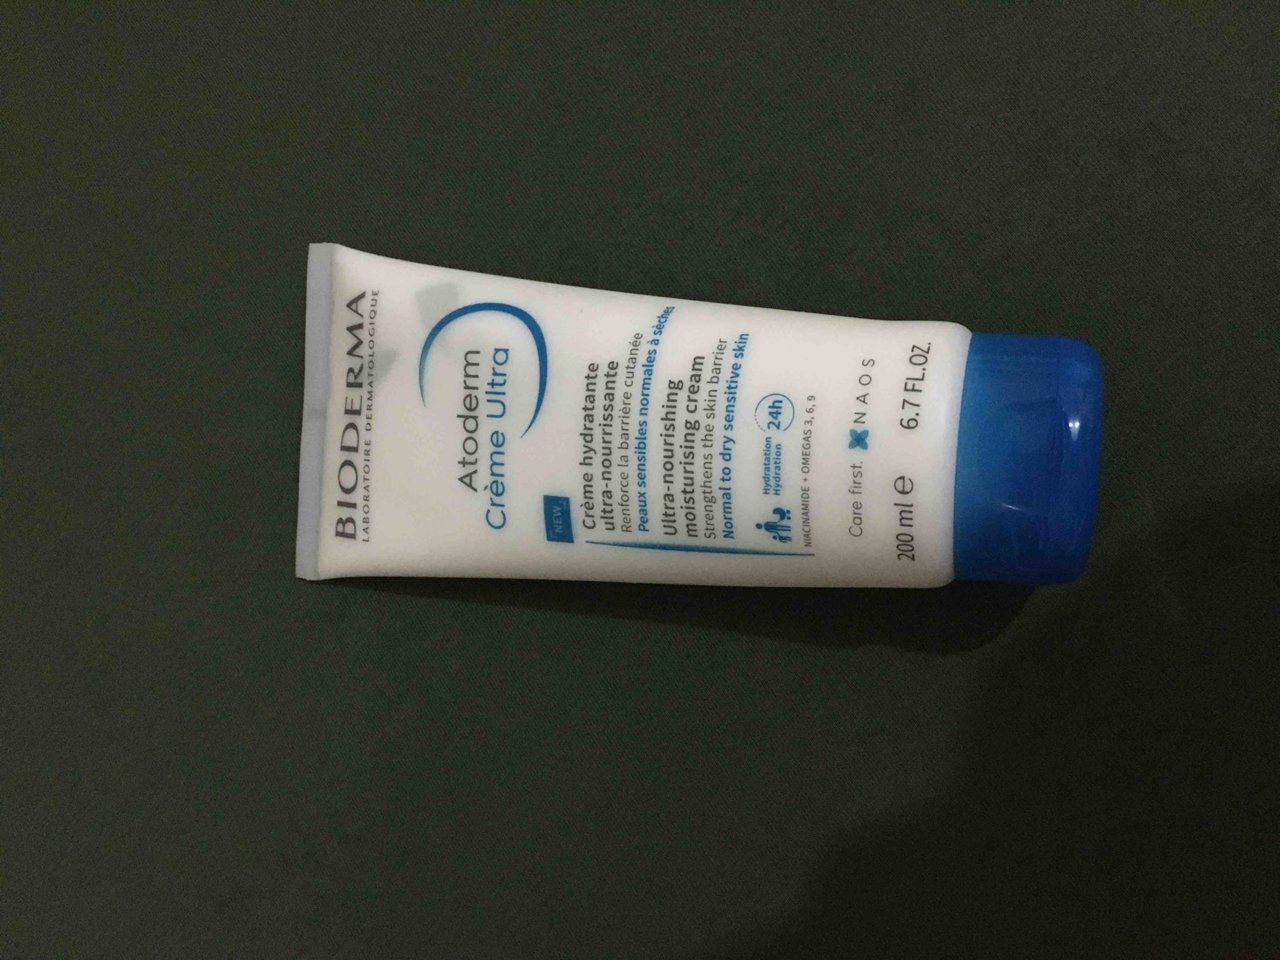 BIODERMA
LABORATOIRE DERMATOLOGIQUE
Atoderm
Crème Ultra
NEW
Crème hydratante
ultra-nourrissante
Renforce la barrière cutanée
Peaux sensibles normales à sèches
Ultra-nourishing
moisturising cream
Strengthens the skin barrier
Normal to dry sensitive skin
Hydratation
Hydration
24h
NIACINAMIDE + OMEGAS 3, 6, 9
Care first. NAOS
200 ml e 6.7 FL.OZ.